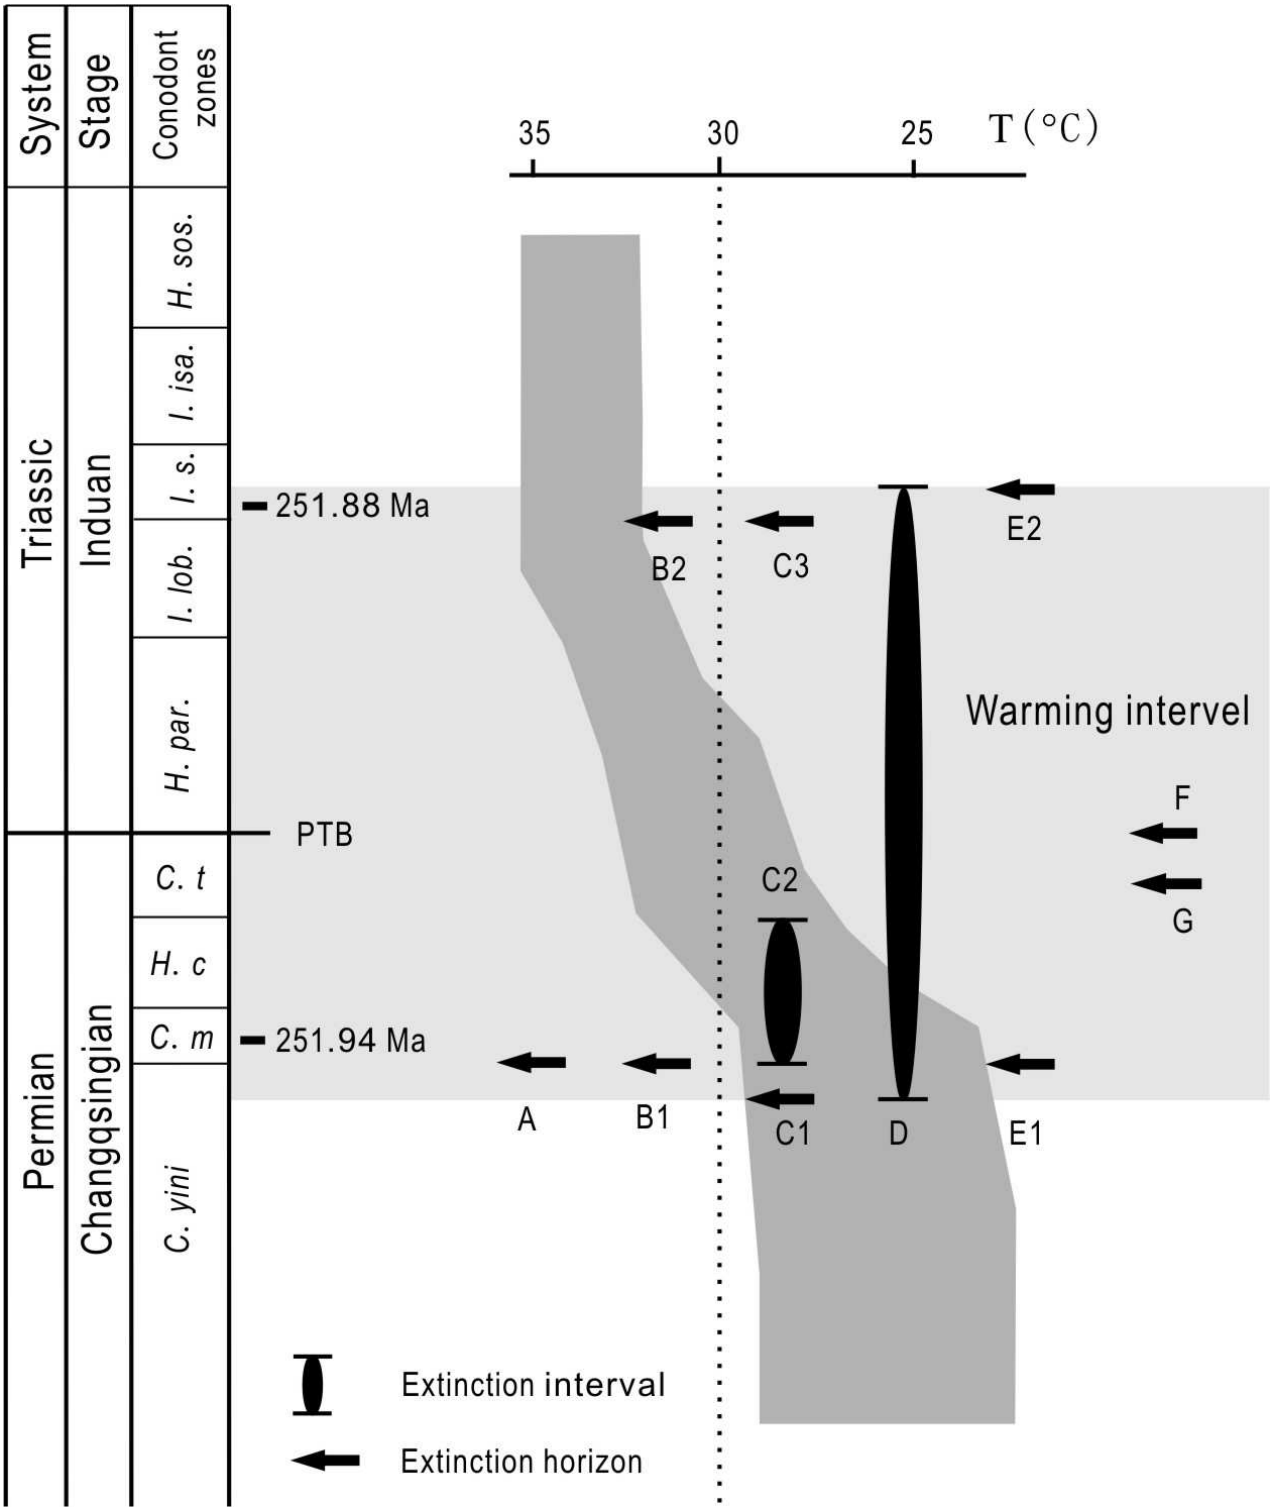 System
Stage
Conodont
zones
35 30 25 T (°C)
Triassic
Induan
H. sos.
I. isa.
I. s.
I. lob.
H. par.
251.88 Ma
B2
C3
E2
Warming intervel
F
PTB
G
Permian
Changqsingian
C. t
H. c
C. m
C. yini
C2
251.94 Ma
A
B1
C1
D
E1
Extinction interval
Extinction horizon